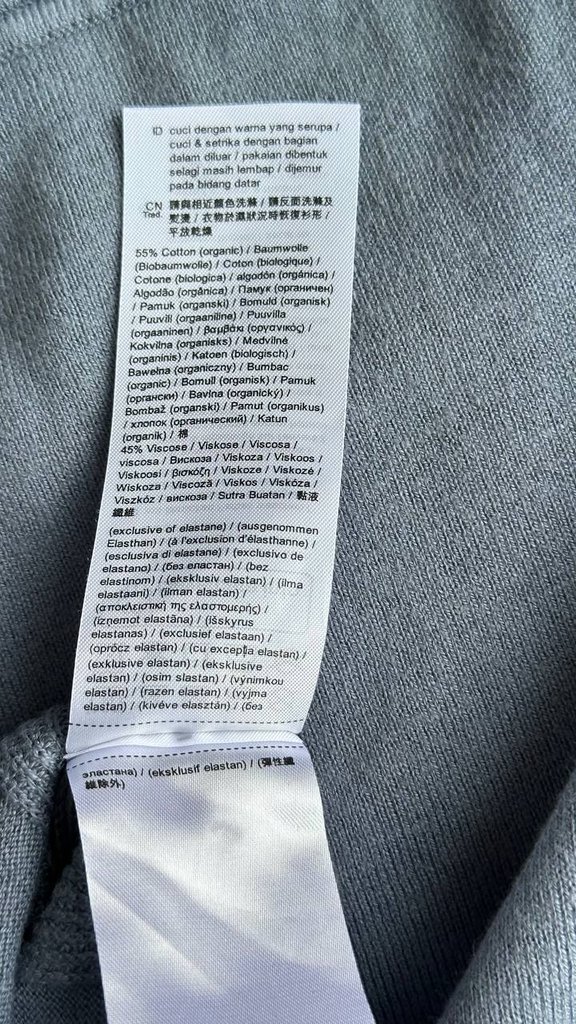 ID cuci dengan warna yang serupa /
cuci & setrika dengan bagian
dalam diluar / pakaian dibentuk
selagi masih lembap / dijemur
pada bidang datar
CN Trad. 請與相近顏色洗滌 / 請反面洗滌及
熨燙 / 衣物於濕狀況時恢復衫形 /
平放乾燥
55% Cotton (organic) / Baumwolle
(Biobaumwolle) / Coton (biologique) /
Cotone (biologica) / algodón (orgánica) /
Algodão (orgânica) / Памук (органичен)
/ Pamuk (organski) / Bomuld (organisk)
/ Puuvill (orgaaniline) / Puuvilla
(orgaaninen) / βαμβάκι (οργανικός) /
Kokvilna (organisks) / Medvilnė
(organinis) / Katoen (biologisch) /
Bawełna (organiczny) / Bumbac
(organic) / Bomull (organisk) / Pamuk
(органски) / Bavlna (organický) /
Bombaž (organski) / Pamut (organikus)
/ хлопок (органический) / Katun
(organik) / 棉
45% Viscose / Viskose / Viscosa /
viscosa / Вискоза / Viskoza / Viskoos /
Viskoosi / βισκόζη / Viskoze / Viskozė /
Wiskoza / Viscoză / Viskos / Viskóza /
Viszkóz / вискоза / Sutra Buatan / 黏液
纖維
(exclusive of elastane) / (ausgenommen
Elasthan) / (à l'exclusion d'élasthanne) /
(esclusiva di elastane) / (exclusivo de
elastano) / (без еластан) / (bez
elastinom) / (eksklusiv elastan) / (ilma
elastaani) / (ilman elastan) /
(αποκλειστική της ελαστομερής) /
(izņemot elastāna) / (išskyrus
elastanas) / (exclusief elastaan) /
(oprócz elastan) / (cu excepția elastan) /
(exklusive elastan) / (eksklusive
elastan) / (osim slastan) / (výnimkou
elastan) / (razen elastan) / (vyjma
elastan) / (kivéve elasztán) / (без
эластана) / (eksklusif elastan) / (彈性纖
維除外)